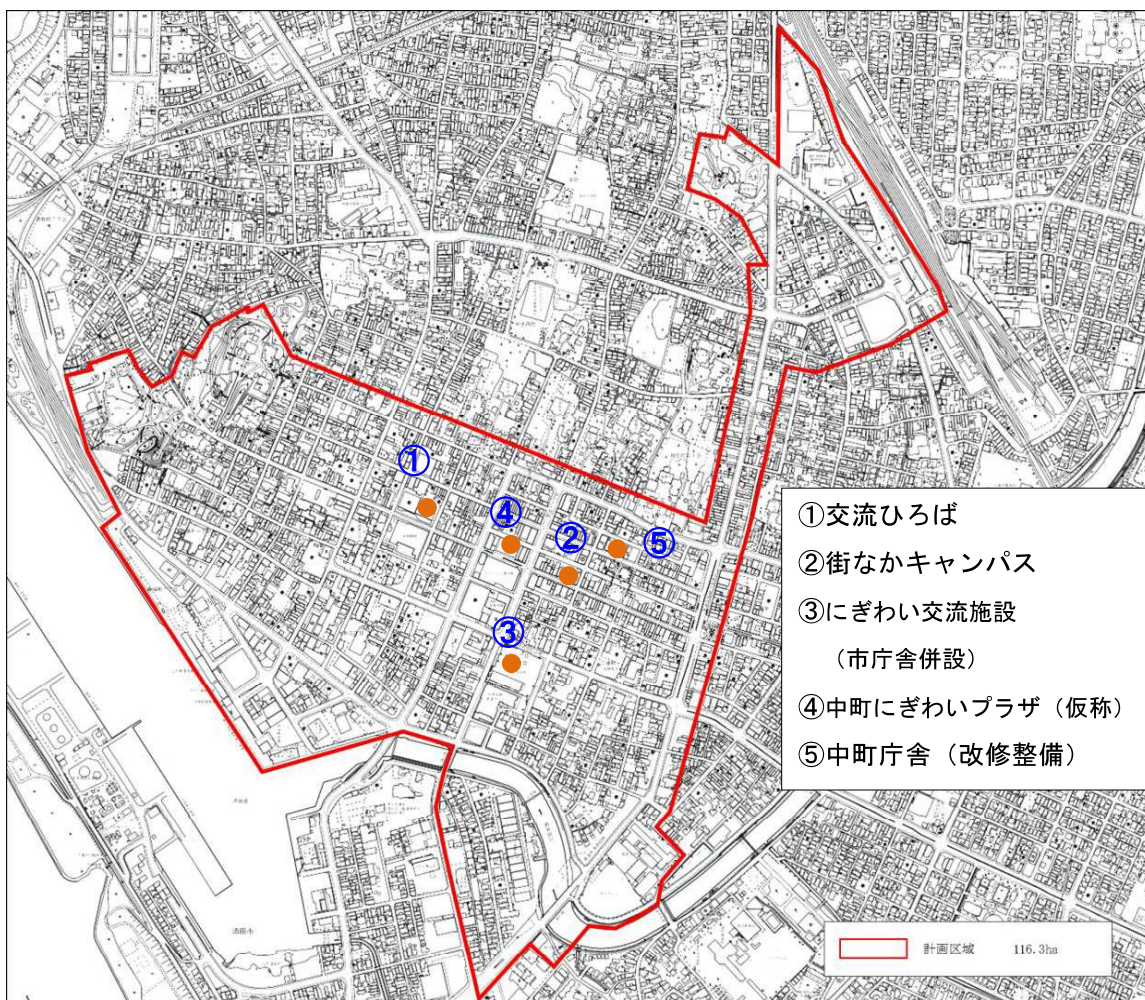 ①
④
②
⑤
③
①交流ひろば
②街なかキャンパス
③にぎわい交流施設
（市庁舎併設）
④中町にぎわいプラザ（仮称）
⑤中町庁舎（改修整備）
計画区域 116.3ha